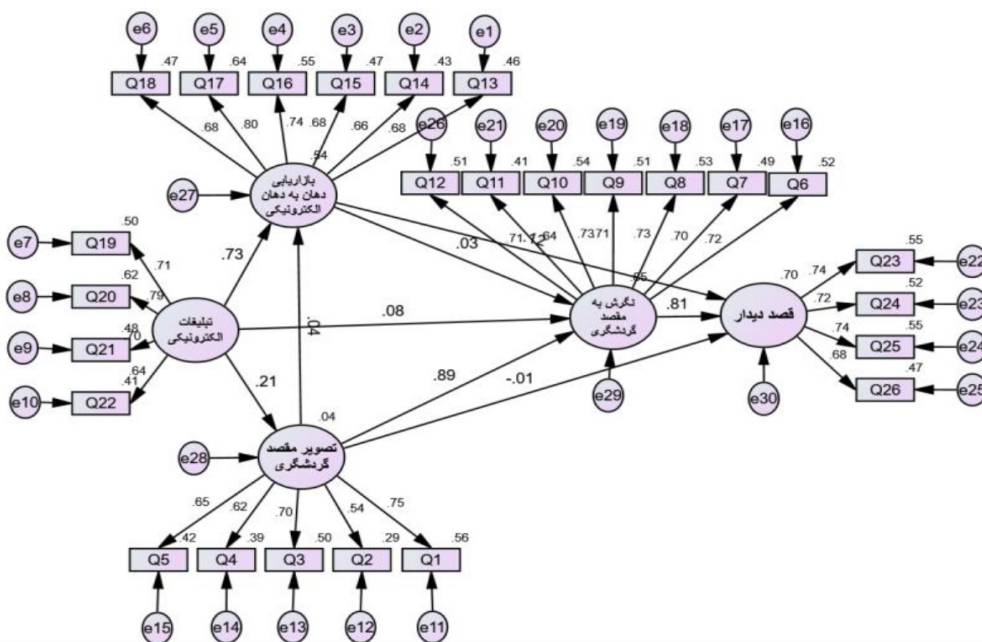 e6 e5 e4 e3 e2 e1
.47 .64 .55 .47 .43 .46
Q18 Q17 Q16 Q15 Q14 Q13
.68 .80 .74 .68 .66 .68
e26 e21 e20 e19 e18 e17 e16
.51 .41 .54 .51 .53 .49 .52
Q12 Q11 Q10 Q9 Q8 Q7 Q6
.54
بازاریابی
دهان به دهان
الکترونیکی
e27
.71 .64 .73 .71 .73 .70 .72
.03
e7 Q19 .50
.71
.73
e8 Q20 .62
.79
e9 Q21 .48
.70
e10 Q22 .41
.64
تبلیغات
الکترونیکی
.08
.04
.21
نگرش به
مقصد
گردشگری
.81
e29
.89
-.01
.70
قصد دیدار
e30
.74 Q23 .55 e22
.72 Q24 .52 e23
.74 Q25 .55 e24
.68 Q26 .47 e25
.04
تصویر مقصد
گردشگری
e28
.65 .62 .70 .54 .75
.42 .39 .50 .29 .56
Q5 Q4 Q3 Q2 Q1
e15 e14 e13 e12 e11